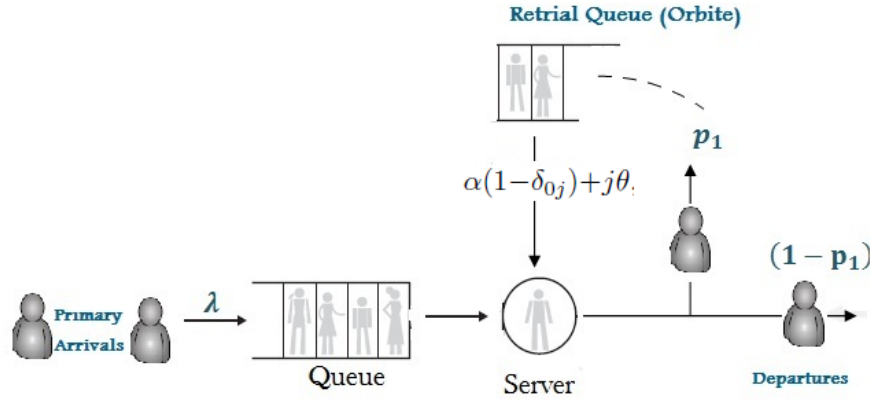 Retrial Queue (Orbite)
p₁
α(1−δ₀ⱼ)+jθ,
(1 − p₁)
λ
Primary
Arrivals
Queue
Server
Departures